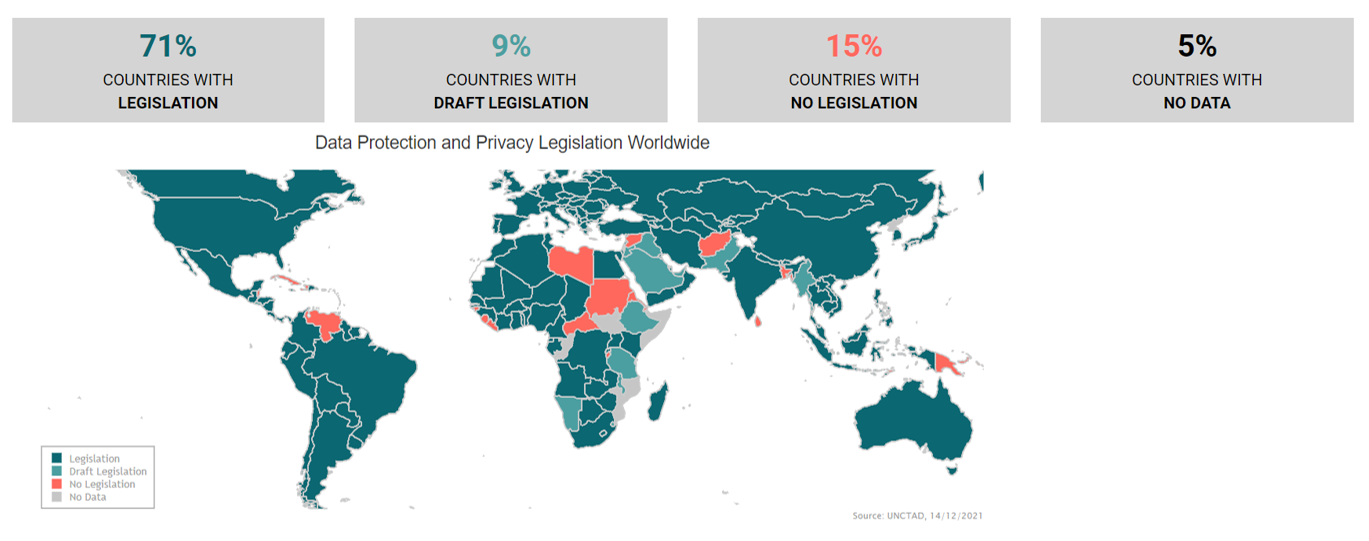 71%
COUNTRIES WITH
LEGISLATION
9%
COUNTRIES WITH
DRAFT LEGISLATION
15%
COUNTRIES WITH
NO LEGISLATION
5%
COUNTRIES WITH
NO DATA
Data Protection and Privacy Legislation Worldwide
Legislation
Draft Legislation
No Legislation
No Data
Source: UNCTAD, 14/12/2021